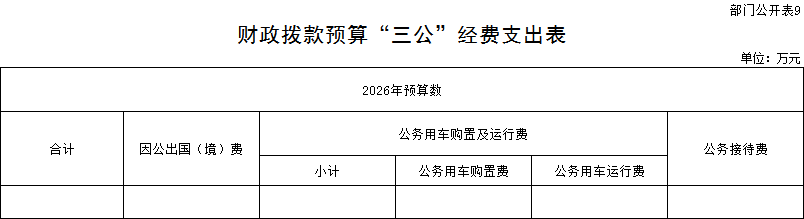 部门公开表9
财政拨款预算“三公”经费支出表
单位：万元
2026年预算数
合计
因公出国（境）费
公务用车购置及运行费
公务接待费
小计
公务用车购置费
公务用车运行费